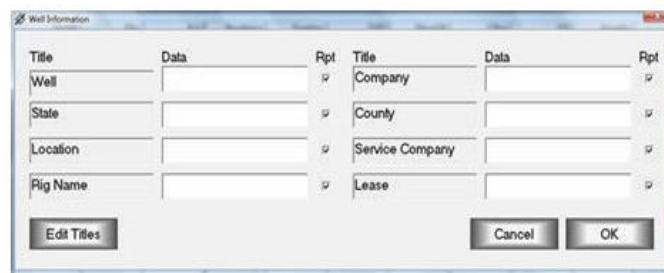 Well Information
Title Data Rpt Title Data Rpt
Well Company
State County
Location Service Company
Rig Name Lease
Edit Titles Cancel OK